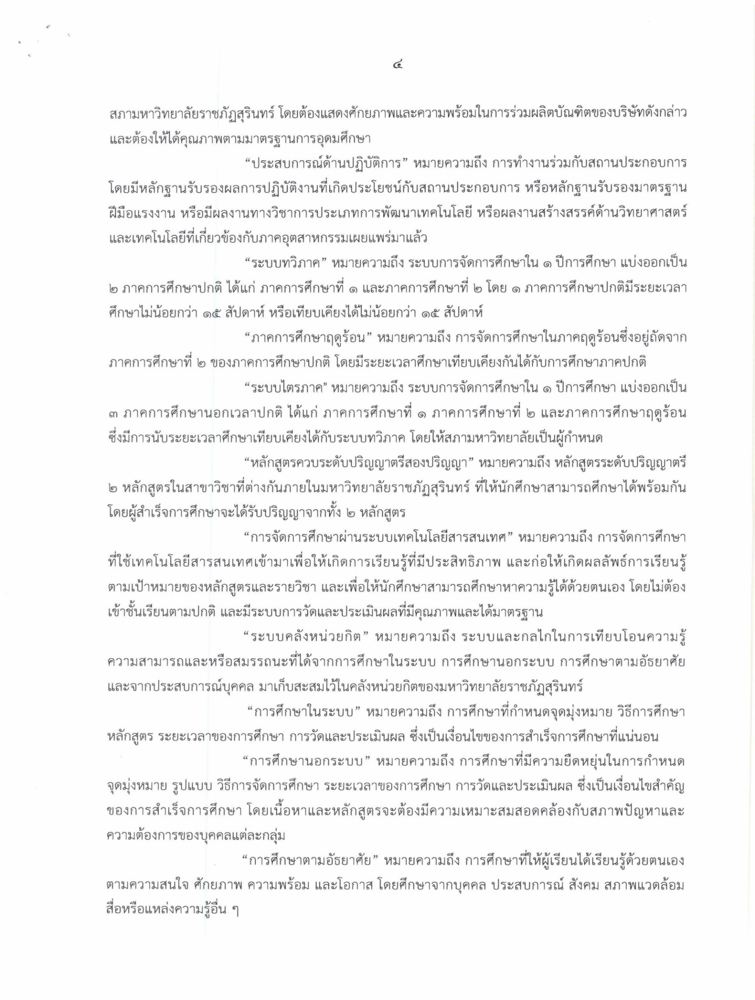 ๔
สภามหาวิทยาลัยราชภัฏสุรินทร์ โดยต้องแสดงศักยภาพและความพร้อมในการร่วมผลิตบัณฑิตของบริษัทดังกล่าว
และต้องให้ได้คุณภาพตามมาตรฐานการอุดมศึกษา
“ประสบการณ์ด้านปฏิบัติการ” หมายความถึง การทำงานร่วมกับสถานประกอบการ
โดยมีหลักฐานรับรองผลการปฏิบัติงานที่เกิดประโยชน์กับสถานประกอบการ หรือหลักฐานรับรองมาตรฐาน
ฝีมือแรงงาน หรือมีผลงานทางวิชาการประเภทการพัฒนาเทคโนโลยี หรือผลงานสร้างสรรค์ด้านวิทยาศาสตร์
และเทคโนโลยีที่เกี่ยวข้องกับภาคอุตสาหกรรมเผยแพร่มาแล้ว
“ระบบทวิภาค” หมายความถึง ระบบการจัดการศึกษาใน ๑ ปีการศึกษา แบ่งออกเป็น
๒ ภาคการศึกษาปกติ ได้แก่ ภาคการศึกษาที่ ๑ และภาคการศึกษาที่ ๒ โดย ๑ ภาคการศึกษาปกติมีระยะเวลา
ศึกษาไม่น้อยกว่า ๑๕ สัปดาห์ หรือเทียบเคียงได้ไม่น้อยกว่า ๑๕ สัปดาห์
“ภาคการศึกษาฤดูร้อน” หมายความถึง การจัดการศึกษาในภาคฤดูร้อนซึ่งอยู่ถัดจาก
ภาคการศึกษาที่ ๒ ของภาคการศึกษาปกติ โดยมีระยะเวลาศึกษาเทียบเคียงกันได้กับการศึกษาภาคปกติ
“ระบบไตรภาค" หมายความถึง ระบบการจัดการศึกษาใน ๑ ปีการศึกษา แบ่งออกเป็น
๓ ภาคการศึกษานอกเวลาปกติ ได้แก่ ภาคการศึกษาที่ ๑ ภาคการศึกษาที่ ๒ และภาคการศึกษาฤดูร้อน
ซึ่งมีการนับระยะเวลาศึกษาเทียบเคียงได้กับระบบทวิภาค โดยให้สภามหาวิทยาลัยเป็นผู้กำหนด
“หลักสูตรควบระดับปริญญาตรีสองปริญญา” หมายความถึง หลักสูตรระดับปริญญาตรี
๒ หลักสูตรในสาขาวิชาที่ต่างกันภายในมหาวิทยาลัยราชภัฏสุรินทร์ ที่ให้นักศึกษาสามารถศึกษาได้พร้อมกัน
โดยผู้สำเร็จการศึกษาจะได้รับปริญญาจากทั้ง ๒ หลักสูตร
“การจัดการศึกษาผ่านระบบเทคโนโลยีสารสนเทศ” หมายความถึง การจัดการศึกษา
ที่ใช้เทคโนโลยีสารสนเทศเข้ามาเพื่อให้เกิดการเรียนรู้ที่มีประสิทธิภาพ และก่อให้เกิดผลลัพธ์การเรียนรู้
ตามเป้าหมายของหลักสูตรและรายวิชา และเพื่อให้นักศึกษาสามารถศึกษาหาความรู้ได้ด้วยตนเอง โดยไม่ต้อง
เข้าชั้นเรียนตามปกติ และมีระบบการวัดและประเมินผลที่มีคุณภาพและได้มาตรฐาน
“ระบบคลังหน่วยกิต” หมายความถึง ระบบและกลไกในการเทียบโอนความรู้
ความสามารถและหรือสมรรถนะที่ได้จากการศึกษาในระบบ การศึกษานอกระบบ การศึกษาตามอัธยาศัย
และจากประสบการณ์บุคคล มาเก็บสะสมไว้ในคลังหน่วยกิตของมหาวิทยาลัยราชภัฏสุรินทร์
“การศึกษาในระบบ” หมายความถึง การศึกษาที่กำหนดจุดมุ่งหมาย วิธีการศึกษา
หลักสูตร ระยะเวลาของการศึกษา การวัดและประเมินผล ซึ่งเป็นเงื่อนไขของการสำเร็จการศึกษาที่แน่นอน
“การศึกษานอกระบบ” หมายความถึง การศึกษาที่มีความยืดหยุ่นในการกำหนด
จุดมุ่งหมาย รูปแบบ วิธีการจัดการศึกษา ระยะเวลาของการศึกษา การวัดและประเมินผล ซึ่งเป็นเงื่อนไขสำคัญ
ของการสำเร็จการศึกษา โดยเนื้อหาและหลักสูตรจะต้องมีความเหมาะสมสอดคล้องกับสภาพปัญหาและ
ความต้องการของบุคคลแต่ละกลุ่ม
“การศึกษาตามอัธยาศัย” หมายความถึง การศึกษาที่ให้ผู้เรียนได้เรียนรู้ด้วยตนเอง
ตามความสนใจ ศักยภาพ ความพร้อม และโอกาส โดยศึกษาจากบุคคล ประสบการณ์ สังคม สภาพแวดล้อม
สื่อหรือแหล่งความรู้อื่น ๆ